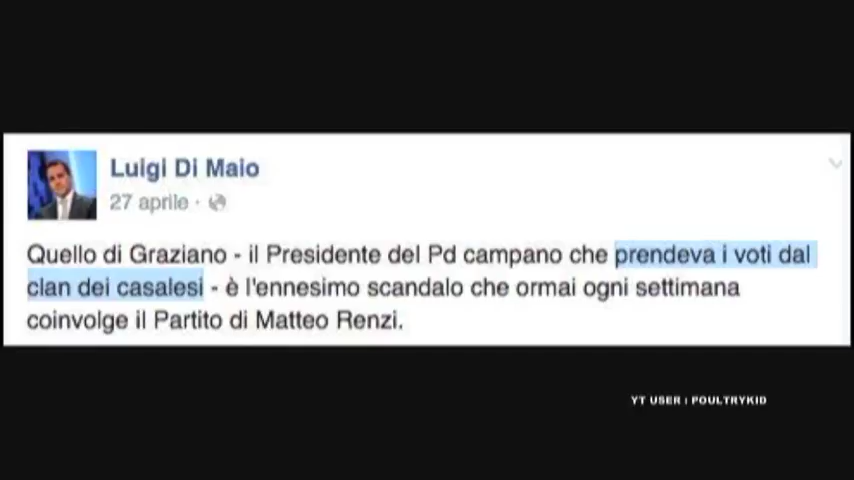 Luigi Di Maio
27 aprile ·
Quello di Graziano - il Presidente del Pd campano che prendeva i voti dal
clan dei casalesi - è l'ennesimo scandalo che ormai ogni settimana
coinvolge il Partito di Matteo Renzi.
YT USER : POULTRYKID